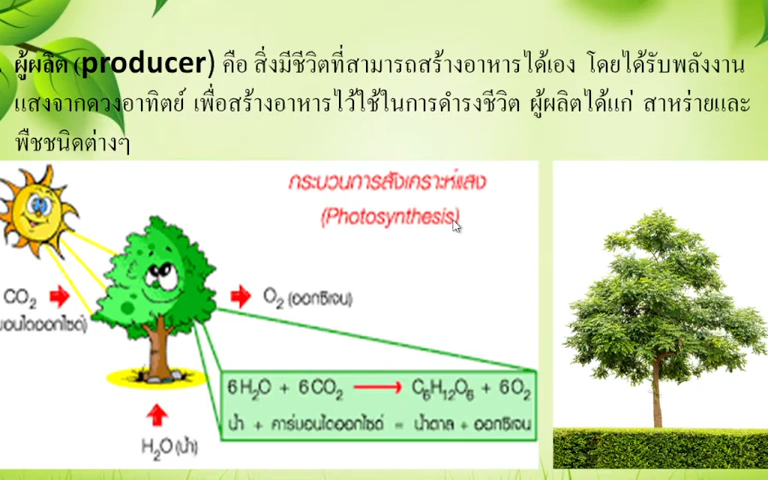 ผู้ผลิต (producer) คือ สิ่งมีชีวิตที่สามารถสร้างอาหารได้เอง โดยได้รับพลังงาน
แสงจากดวงอาทิตย์ เพื่อสร้างอาหารไว้ใช้ในการดำรงชีวิต ผู้ผลิตได้แก่ สาหร่ายและ
พืชชนิดต่างๆ
กระบวนการสังเคราะห์แสง
(Photosynthesis)
CO2
O2 (ออกซิเจน)
6H2O + 6CO2 → C6H12O6 + 6O2
น้ำ + คาร์บอนไดออกไซด์ = น้ำตาล + ออกซิเจน
H2O (น้ำ)